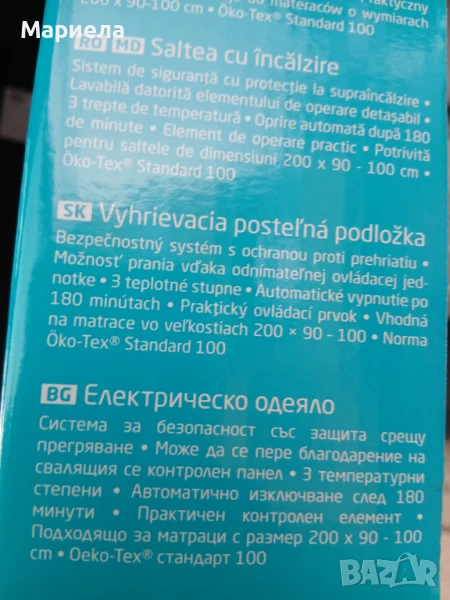 Мариела
200 x 90 - 100 cm • Öko-Tex® Standard 100
RO MD Saltea cu încălzire
Sistem de siguranță cu protecție la supraîncălzire •
Lavabilă datorită elementului de operare detașabil •
3 trepte de temperatură • Oprire automată după 180
de minute • Element de operare practic • Potrivită
pentru saltele de dimensiuni 200 x 90 - 100 cm •
Öko-Tex® Standard 100
SK Vyhrievacia posteľná podložka
Bezpečnostný systém s ochranou proti prehriatiu •
Možnosť prania vďaka odnímateľnej ovládacej jed-
notke • 3 teplotné stupne • Automatické vypnutie po
180 minútach • Praktický ovládací prvok • Vhodná
na matrace vo veľkostiach 200 × 90 - 100 • Norma
Öko-Tex® Standard 100
BG Електрическо одеяло
Система за безопасност със защита срещу
прегряване • Може да се пере благодарение на
свалящия се контролен панел • 3 температурни
степени • Автоматично изключване след 180
минути • Практичен контролен елемент •
Подходящо за матраци с размер 200 x 90 - 100
cm • Oeko-Tex® стандарт 100
BAZAR